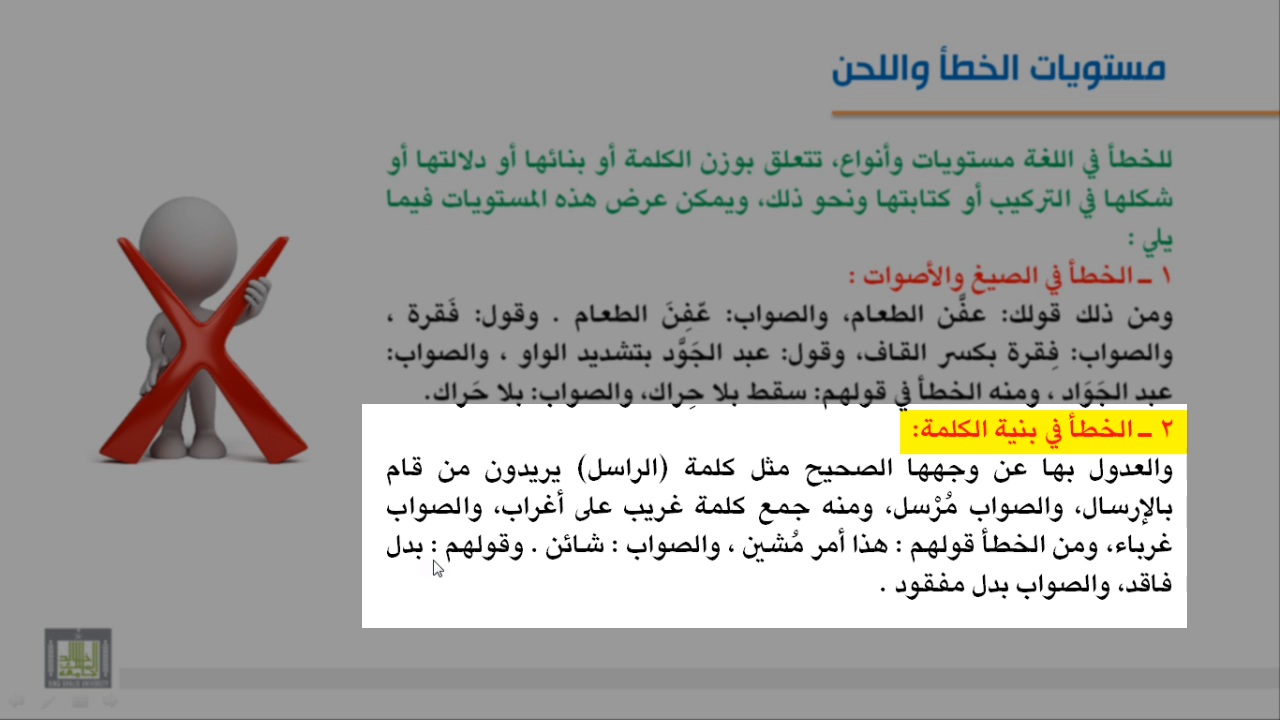 مستويات الخطأ واللحن
للخطأ في اللغة مستويات وأنواع، تتعلق بوزن الكلمة أو بنائها أو دلالتها أو
شكلها في التركيب أو كتابتها ونحو ذلك، ويمكن عرض هذه المستويات فيما
يلي :
١ ـ الخطأ في الصيغ والأصوات :
ومن ذلك قولك: عفَّن الطعام، والصواب: عّفِنَ الطعام . وقول: فَقرة ،
والصواب: فِقرة بكسر القاف، وقول: عبد الجَوَّد بتشديد الواو ، والصواب:
عبد الجَوَاد ، ومنه الخطأ في قولهم: سقط بلا حِراك، والصواب: بلا حَراك.
٢ ـ الخطأ في بنية الكلمة:
والعدول بها عن وجهها الصحيح مثل كلمة (الراسل) يريدون من قام
بالإرسال، والصواب مُرْسل، ومنه جمع كلمة غريب على أغراب، والصواب
غرباء، ومن الخطأ قولهم : هذا أمر مُشين ، والصواب : شائن . وقولهم : بدل
فاقد، والصواب بدل مفقود .